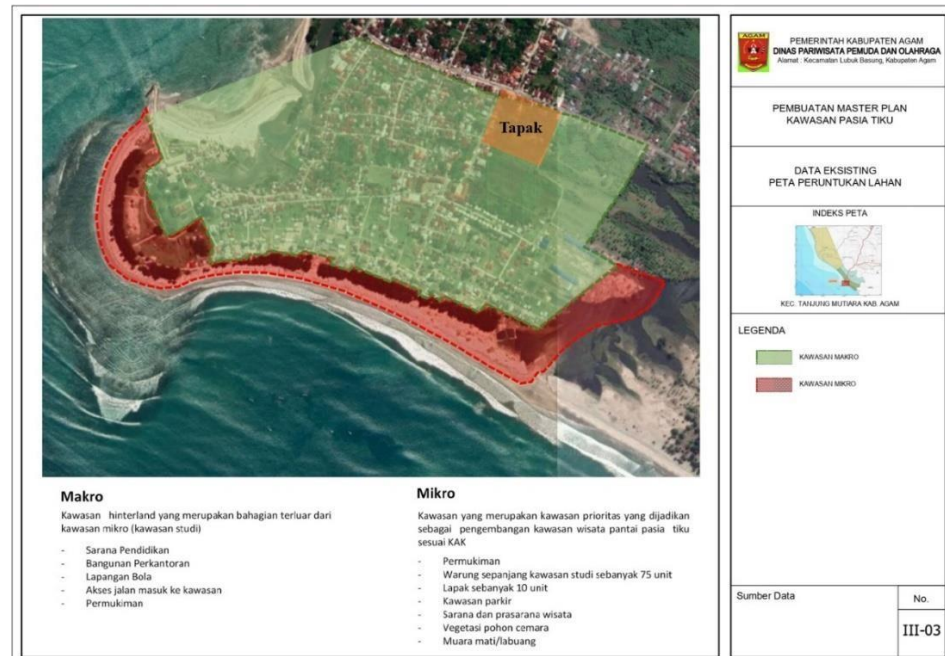 Tapak
Makro
Kawasan hinterland yang merupakan bahagian terluar dari
kawasan mikro (kawasan studi)
- Sarana Pendidikan
- Bangunan Perkantoran
- Lapangan Bola
- Akses jalan masuk ke kawasan
- Permukiman
Mikro
Kawasan yang merupakan kawasan prioritas yang dijadikan
sebagai pengembangan kawasan wisata pantai pasia tiku
sesuai KAK
- Permukiman
- Warung sepanjang kawasan studi sebanyak 75 unit
- Lapak sebanyak 10 unit
- Kawasan parkir
- Sarana dan prasarana wisata
- Vegetasi pohon cemara
- Muara mati/labuang
AGAM
PEMERINTAH KABUPATEN AGAM
DINAS PARIWISATA PEMUDA DAN OLAHRAGA
Alamat : Kecamatan Lubuk Basung, Kabupaten Agam
PEMBUATAN MASTER PLAN
KAWASAN PASIA TIKU
DATA EKSISTING
PETA PERUNTUKAN LAHAN
INDEKS PETA
KEC. TANJUNG MUTIARA KAB. AGAM
LEGENDA
KAWASAN MAKRO
KAWASAN MIKRO
Sumber Data
No.
III-03